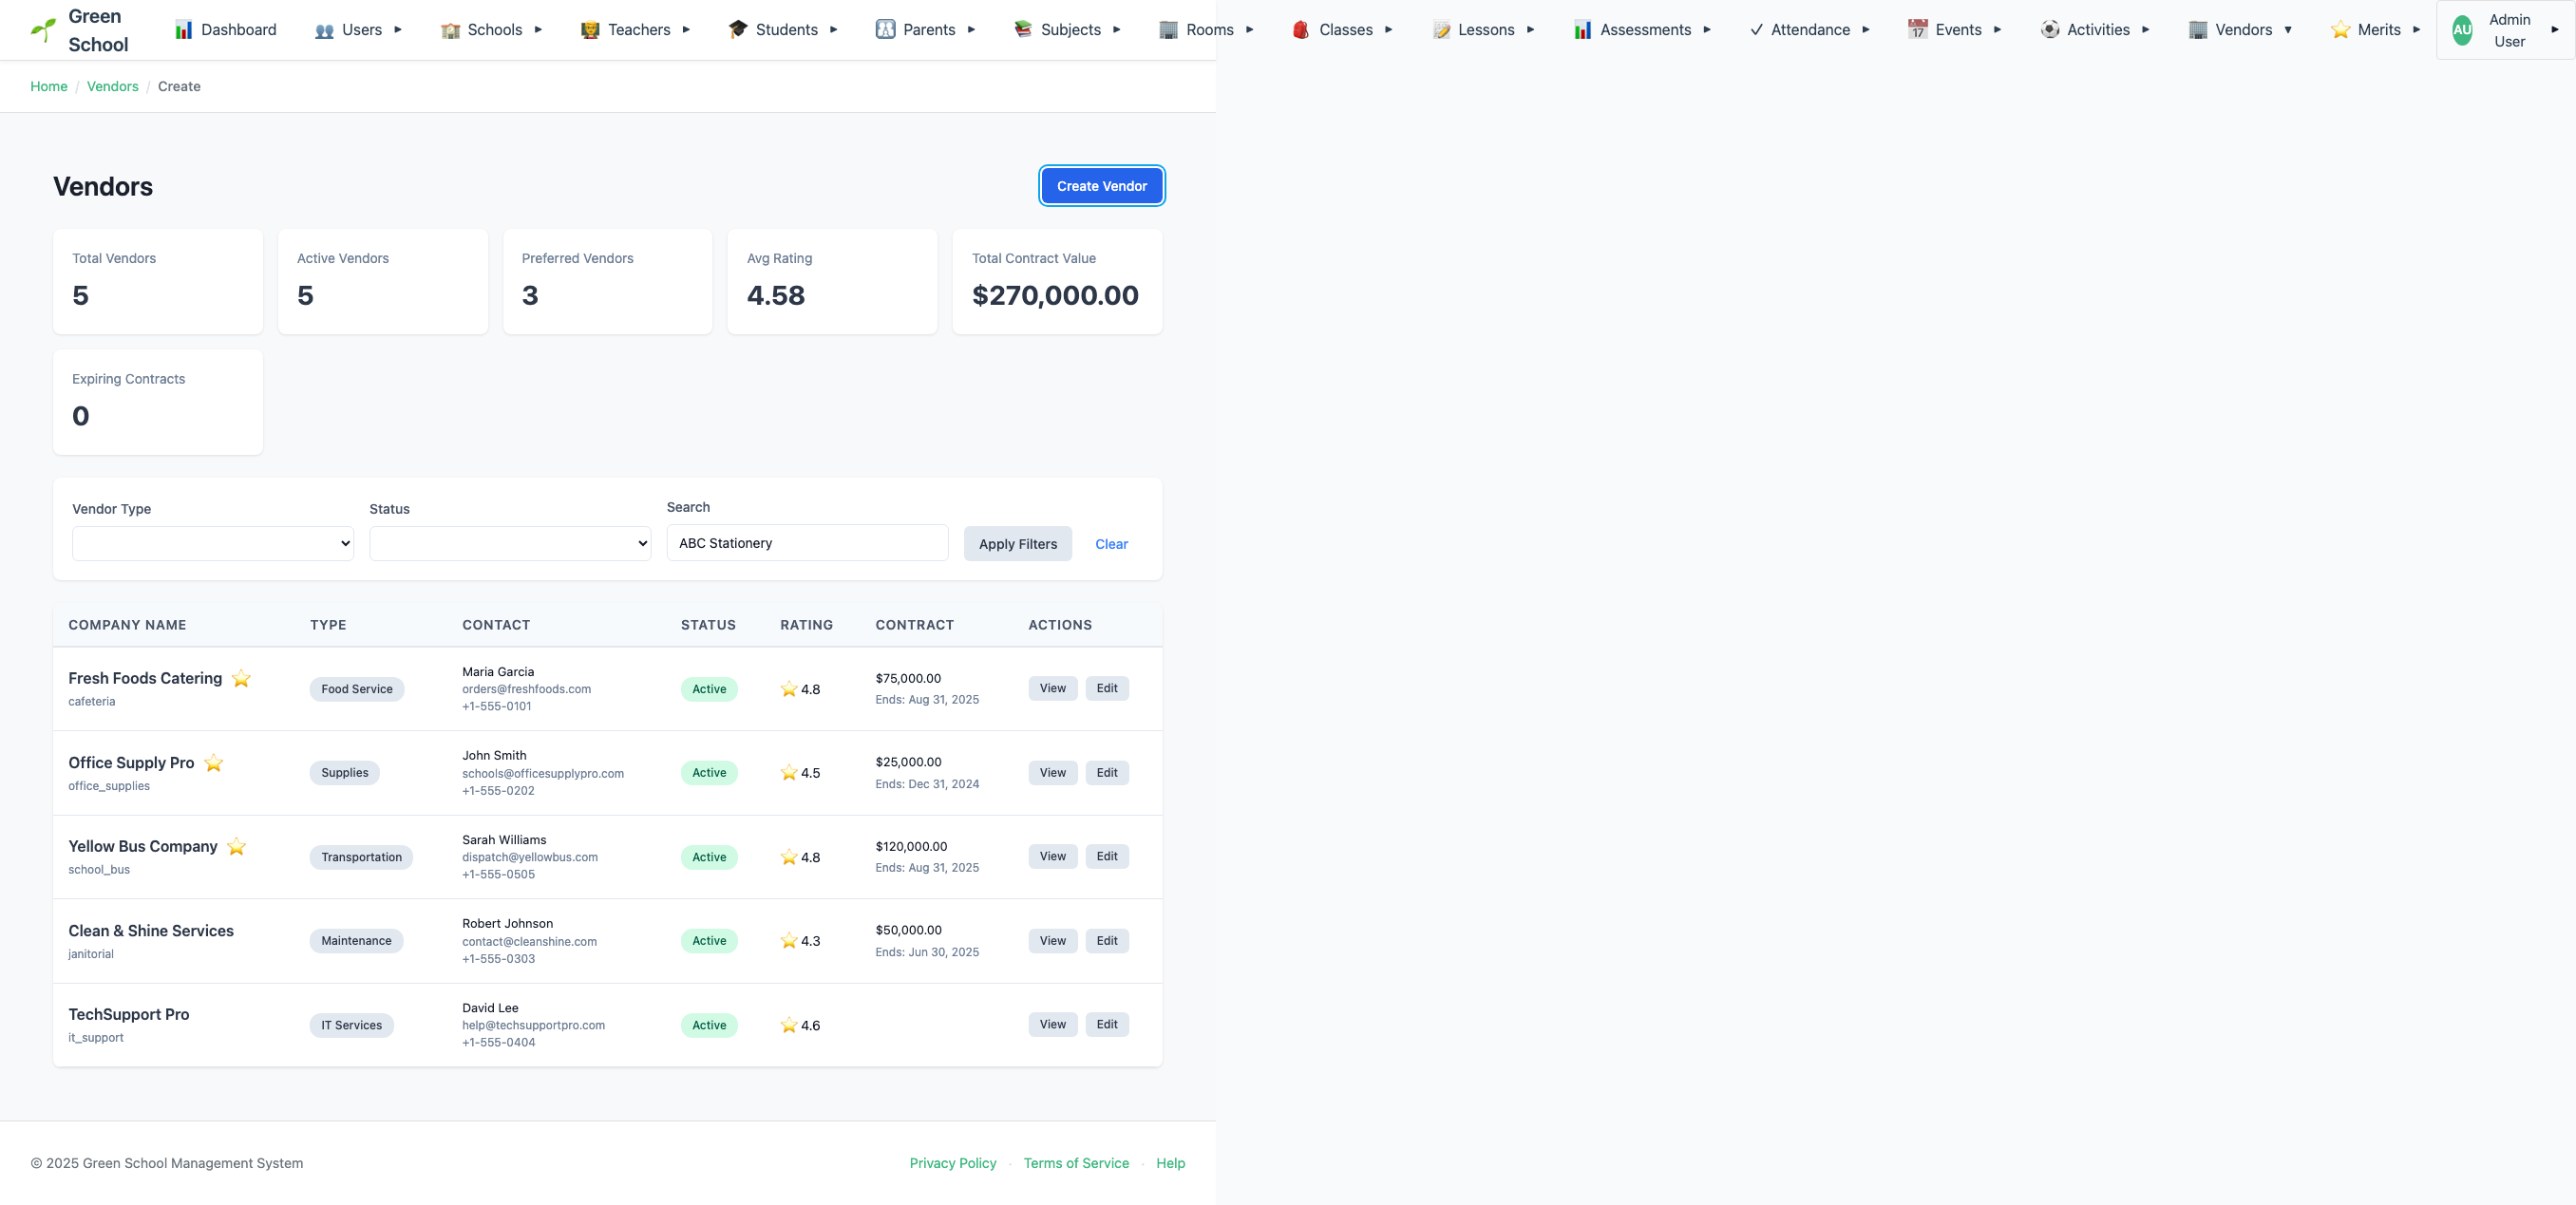 Green School
Dashboard
Users
Schools
Teachers
Students
Parents
Subjects
Rooms
Classes
Lessons
Assessments
Attendance
Events
Activities
Vendors
Merits
AU
Admin User
Home / Vendors / Create
Vendors
Create Vendor
Total Vendors
5
Active Vendors
5
Preferred Vendors
3
Avg Rating
4.58
Total Contract Value
$270,000.00
Expiring Contracts
0
Vendor Type
Status
Search
ABC Stationery
Apply Filters
Clear
COMPANY NAME TYPE CONTACT STATUS RATING CONTRACT ACTIONS
Fresh Foods Catering
cafeteria
Food Service
Maria Garcia
orders@freshfoods.com
+1-555-0101
Active
4.8
$75,000.00
Ends: Aug 31, 2025
View
Edit
Office Supply Pro
office_supplies
Supplies
John Smith
schools@officesupplypro.com
+1-555-0202
Active
4.5
$25,000.00
Ends: Dec 31, 2024
View
Edit
Yellow Bus Company
school_bus
Transportation
Sarah Williams
dispatch@yellowbus.com
+1-555-0505
Active
4.8
$120,000.00
Ends: Aug 31, 2025
View
Edit
Clean & Shine Services
janitorial
Maintenance
Robert Johnson
contact@cleanshine.com
+1-555-0303
Active
4.3
$50,000.00
Ends: Jun 30, 2025
View
Edit
TechSupport Pro
it_support
IT Services
David Lee
help@techsupportpro.com
+1-555-0404
Active
4.6
View
Edit
© 2025 Green School Management System
Privacy Policy · Terms of Service · Help